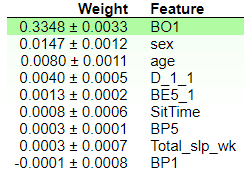 Weight Feature
0.3348 ± 0.0033 BO1
0.0147 ± 0.0012 sex
0.0080 ± 0.0011 age
0.0040 ± 0.0005 D_1_1
0.0013 ± 0.0002 BE5_1
0.0008 ± 0.0006 SitTime
0.0003 ± 0.0001 BP5
0.0003 ± 0.0007 Total_slp_wk
-0.0001 ± 0.0008 BP1